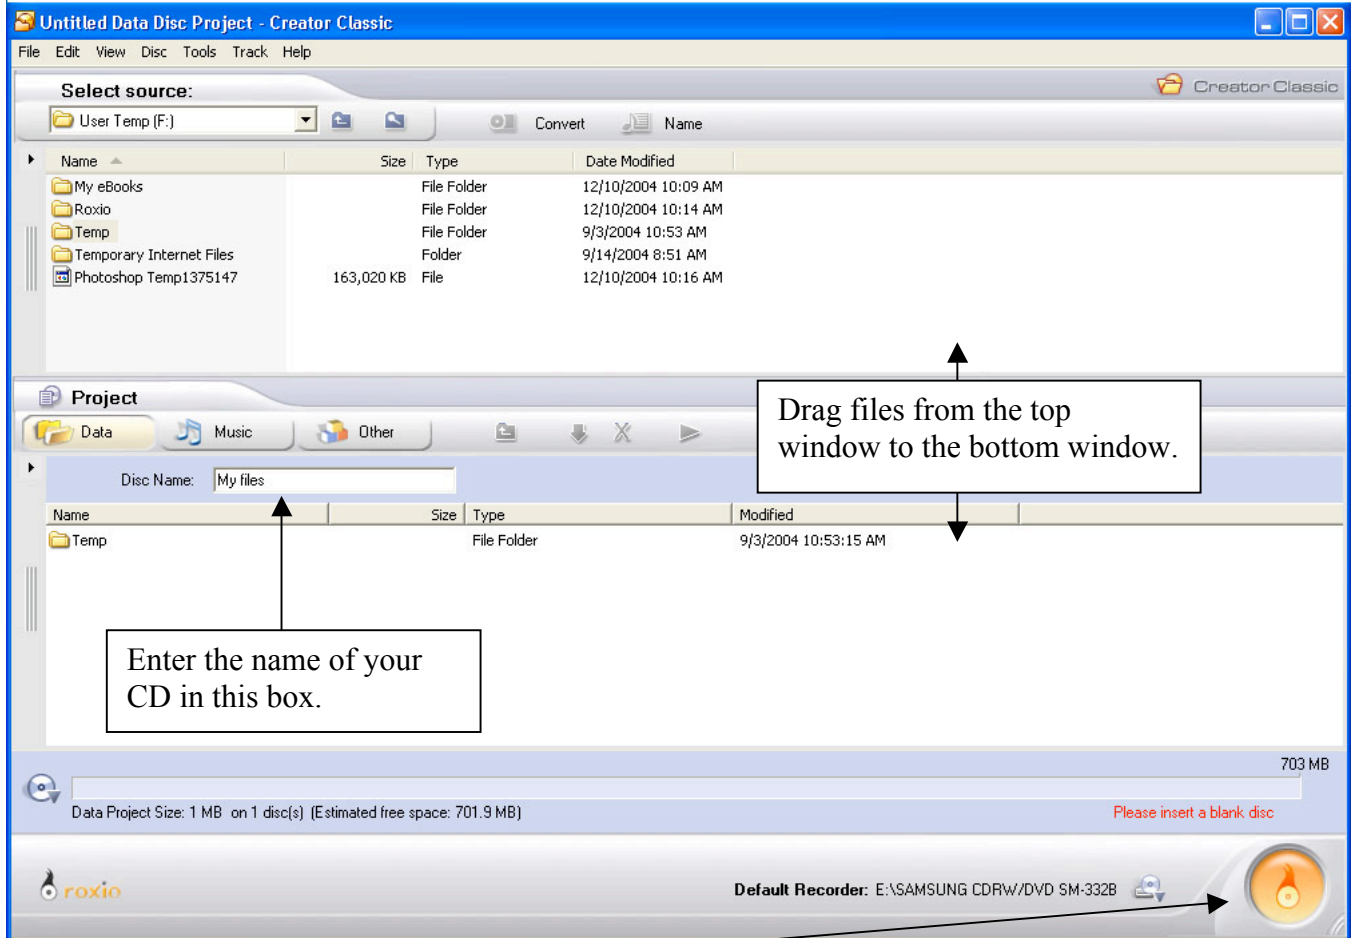 Untitled Data Disc Project - Creator Classic
File Edit View Disc Tools Track Help
Select source:
Creator Classic
User Temp (F:)
Convert
Name
Name Size Type Date Modified
My eBooks File Folder 12/10/2004 10:09 AM
Roxio File Folder 12/10/2004 10:14 AM
Temp File Folder 9/3/2004 10:53 AM
Temporary Internet Files Folder 9/14/2004 8:51 AM
Photoshop Temp1375147 163,020 KB File 12/10/2004 10:16 AM
Project
Drag files from the top
window to the bottom window.
Data Music Other
Disc Name: My files
Name Size Type Modified
Temp File Folder 9/3/2004 10:53:15 AM
Enter the name of your
CD in this box.
703 MB
Data Project Size: 1 MB on 1 disc(s) (Estimated free space: 701.9 MB)
Please insert a blank disc
roxio
Default Recorder: E:\SAMSUNG CDRW/DVD SM-332B